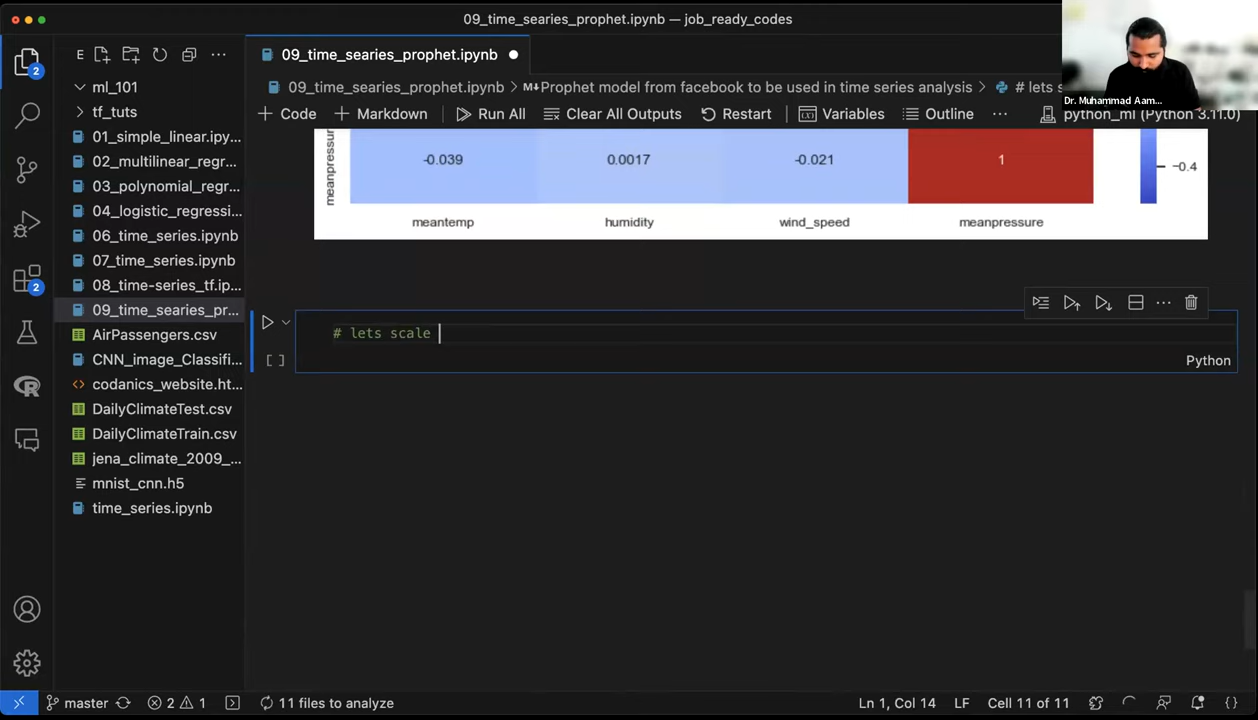 09_time_searies_prophet.ipynb — job_ready_codes
E
09_time_searies_prophet.ipynb
ml_101
tf_tuts
01_simple_linear.ipy...
02_multilinear_regr...
03_polynomial_regr...
04_logistic_regressi...
06_time_series.ipynb
07_time_series.ipynb
08_time-series_tf.ip...
09_time_searies_pr...
AirPassengers.csv
CNN_image_Classifi...
codanics_website.ht...
DailyClimateTest.csv
DailyClimateTrain.csv
jena_climate_2009_...
mnist_cnn.h5
time_series.ipynb
2
2
09_time_searies_prophet.ipynb > M Prophet model from facebook to be used in time series analysis > # lets s
+ Code + Markdown Run All Clear All Outputs Restart Variables Outline ... python_ml (Python 3.11.0)
meanpressure
-0.039 0.0017 -0.021 1
−0.4
meantemp humidity wind_speed meanpressure
# lets scale
[ ]
Python
Dr. Muhammad Aam...
master 2 1 11 files to analyze Ln 1, Col 14 LF Cell 11 of 11